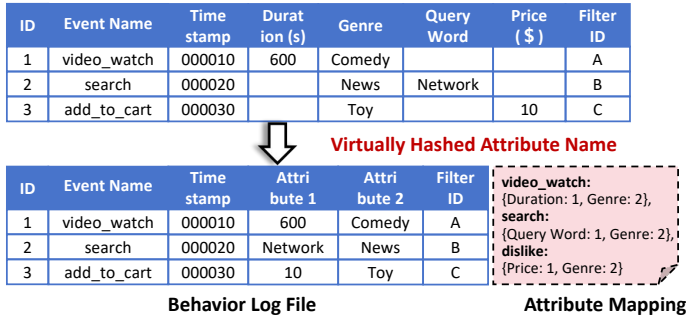 ID Event Name Time stamp Durat ion (s) Genre Query Word Price ($) Filter ID
1 video_watch 000010 600 Comedy A
2 search 000020 News Network B
3 add_to_cart 000030 Toy 10 C
Virtually Hashed Attribute Name
ID Event Name Time stamp Attri bute 1 Attri bute 2 Filter ID
1 video_watch 000010 600 Comedy A
2 search 000020 Network News B
3 add_to_cart 000030 10 Toy C
video_watch:
{Duration: 1, Genre: 2},
search:
{Query Word: 1, Genre: 2},
dislike:
{Price: 1, Genre: 2}
Behavior Log File
Attribute Mapping